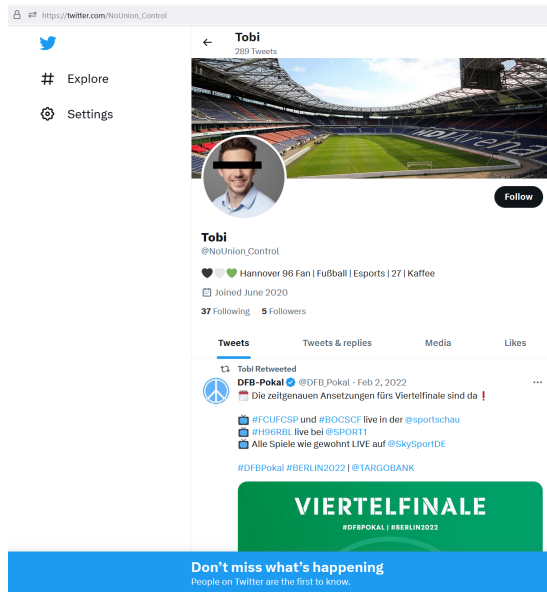 https://twitter.com/NoUnion_Control
Tobi
289 Tweets
Explore
Settings
HDI Arena
Follow
Tobi
@NoUnion_Control
🖤🤍💚 Hannover 96 Fan | Fußball | Esports | 27 | Kaffee
Joined June 2020
37 Following 5 Followers
Tweets Tweets & replies Media Likes
Tobi Retweeted
DFB-Pokal @DFB_Pokal · Feb 2, 2022
🗓️ Die zeitgenauen Ansetzungen fürs Viertelfinale sind da❗
📺 #FCUFCSP und #BOCSCF live in der @sportschau
📺 #H96RBL live bei @SPORT1
📺 Alle Spiele wie gewohnt LIVE auf @SkySportDE
#DFBPokal #BERLIN2022 | @TARGOBANK
VIERTELFINALE
#DFBPOKAL | #BERLIN2022
Don't miss what's happening
People on Twitter are the first to know.